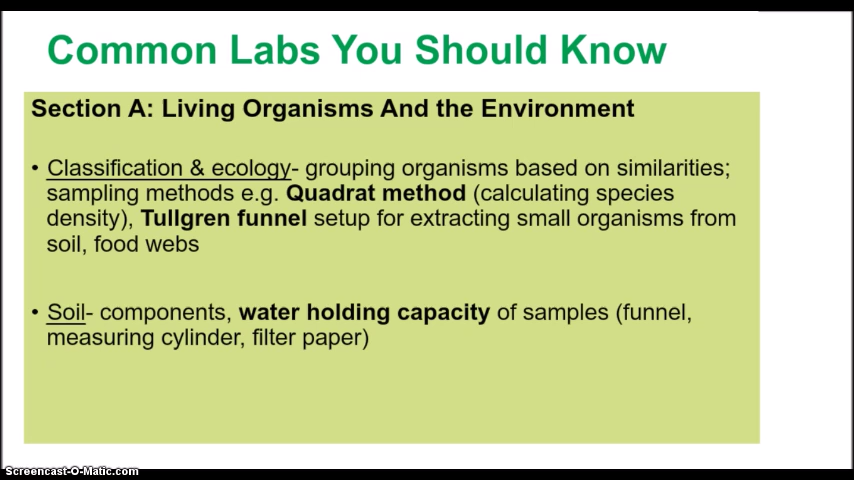 Common Labs You Should Know
Section A: Living Organisms And the Environment
• Classification & ecology- grouping organisms based on similarities;
sampling methods e.g. Quadrat method (calculating species
density), Tullgren funnel setup for extracting small organisms from
soil, food webs
• Soil- components, water holding capacity of samples (funnel,
measuring cylinder, filter paper)
Screencast-O-Matic.com